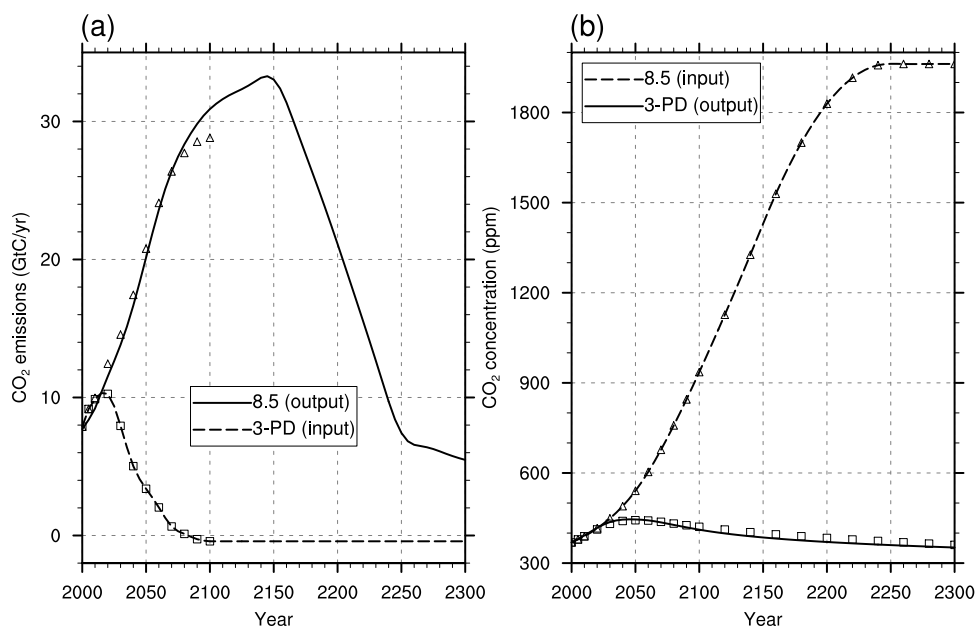 (a)
CO₂ emissions (GtC/yr)
30
20
10
0
8.5 (output)
3-PD (input)
2000 2050 2100 2150 2200 2250 2300
Year
(b)
CO₂ concentration (ppm)
1800
1500
1200
900
600
300
8.5 (input)
3-PD (output)
2000 2050 2100 2150 2200 2250 2300
Year